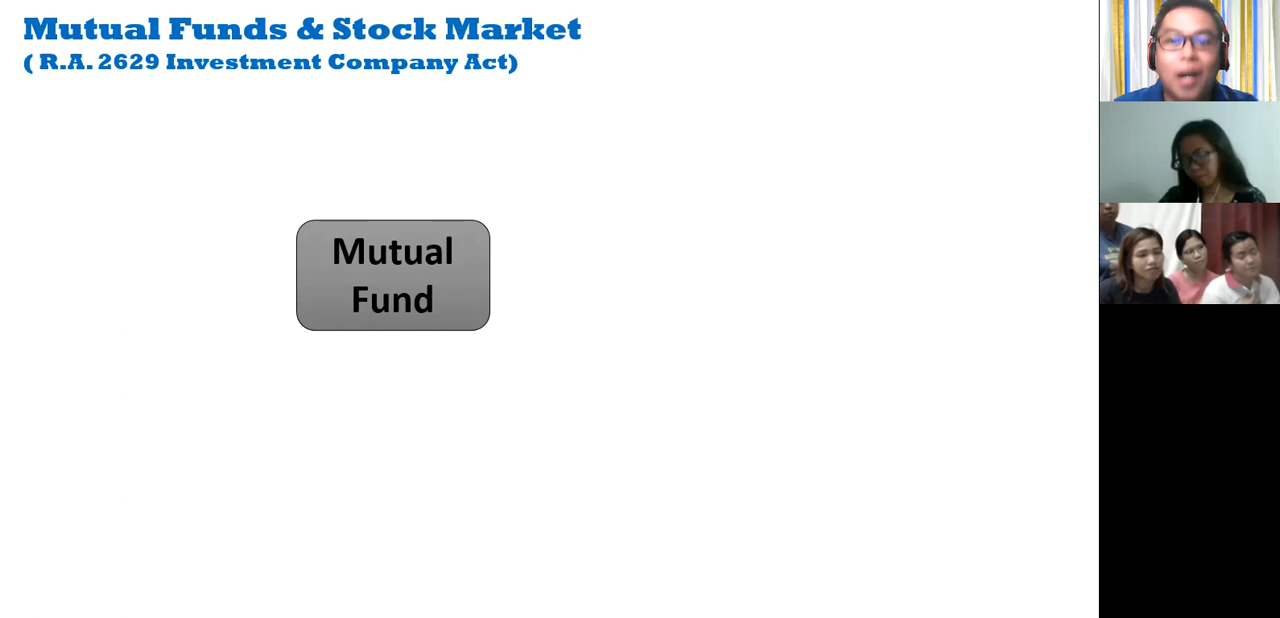 Mutual Funds & Stock Market
( R.A. 2629 Investment Company Act)
Mutual
Fund